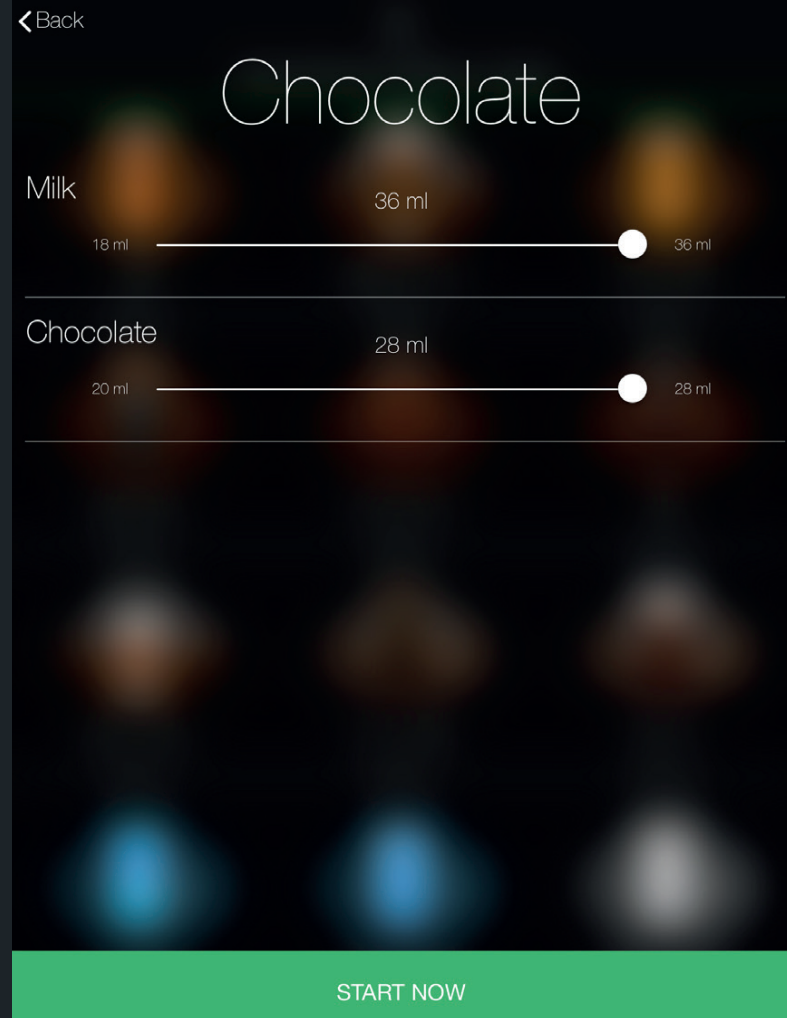 Back
Chocolate
Milk
36 ml
18 ml 36 ml
Chocolate
28 ml
20 ml 28 ml
START NOW